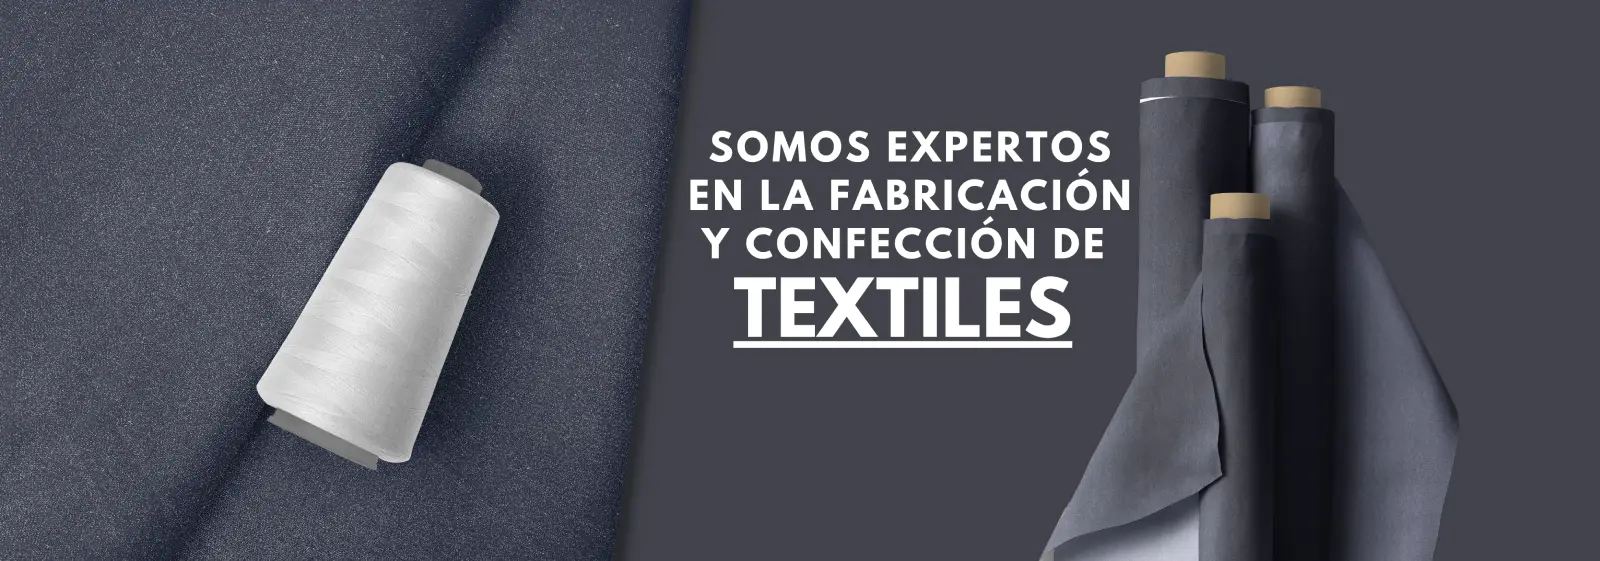 SOMOS EXPERTOS
EN LA FABRICACIÓN
Y CONFECCIÓN DE
TEXTILES